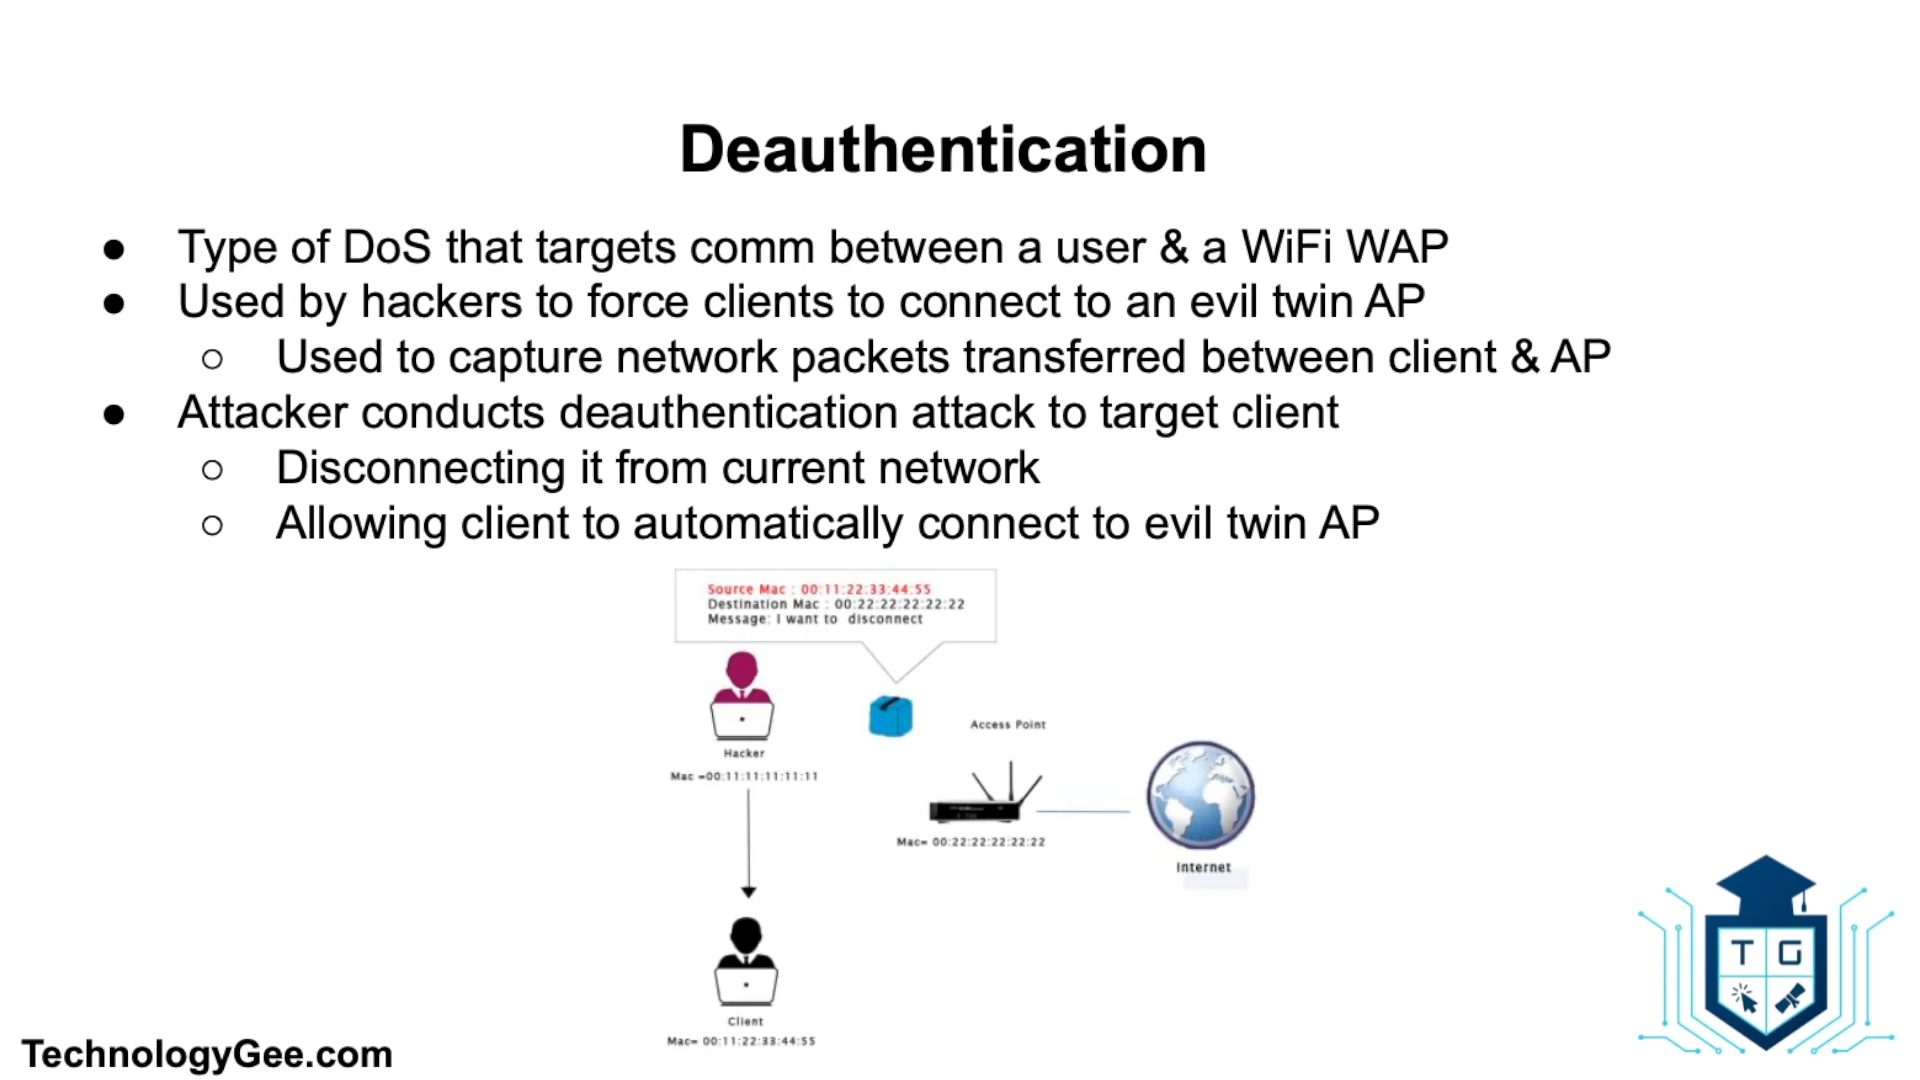 Deauthentication
● Type of DoS that targets comm between a user & a WiFi WAP
● Used by hackers to force clients to connect to an evil twin AP
○ Used to capture network packets transferred between client & AP
● Attacker conducts deauthentication attack to target client
○ Disconnecting it from current network
○ Allowing client to automatically connect to evil twin AP
Source Mac : 00:11:22:33:44:55
Destination Mac : 00:22:22:22:22:22
Message: I want to disconnect
Hacker
Mac =00:11:11:11:11:11
Access Point
Mac= 00:22:22:22:22:22
Internet
Client
Mac= 00:11:22:33:44:55
T G
TechnologyGee.com